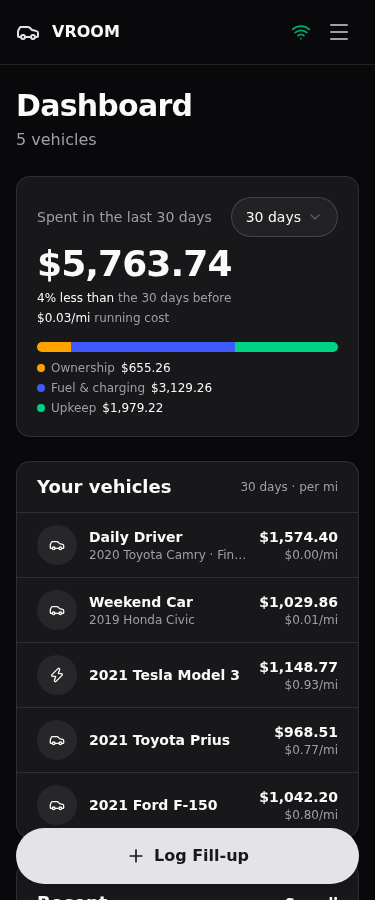 VROOM
Dashboard
5 vehicles
Spent in the last 30 days
30 days
$5,763.74
4% less than the 30 days before
$0.03/mi running cost
Ownership $655.26
Fuel & charging $3,129.26
Upkeep $1,979.22
Your vehicles
30 days · per mi
Daily Driver
$1,574.40
2020 Toyota Camry · Fin…
$0.00/mi
Weekend Car
$1,029.86
2019 Honda Civic
$0.01/mi
2021 Tesla Model 3
$1,148.77
$0.93/mi
2021 Toyota Prius
$968.51
$0.77/mi
2021 Ford F-150
$1,042.20
$0.80/mi
Log Fill-up